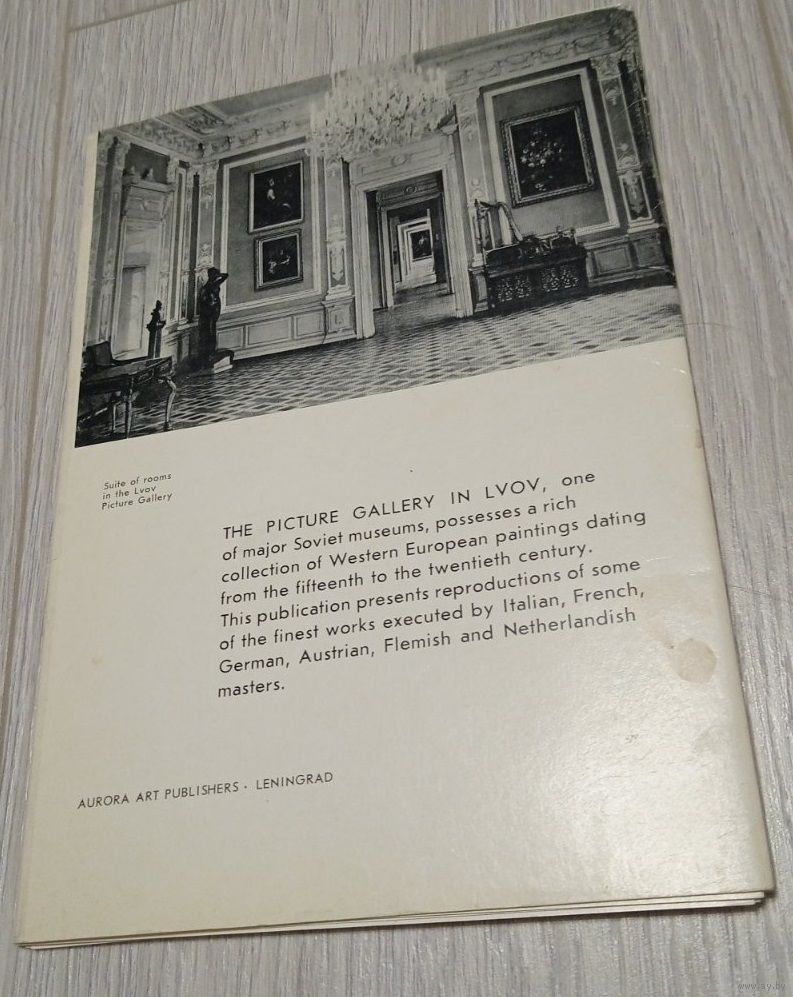 Suite of rooms
in the Lvov
Picture Gallery
THE PICTURE GALLERY IN LVOV, one
of major Soviet museums, possesses a rich
collection of Western European paintings dating
from the fifteenth to the twentieth century.
This publication presents reproductions of some
of the finest works executed by Italian, French,
German, Austrian, Flemish and Netherlandish
masters.
AURORA ART PUBLISHERS · LENINGRAD
www.ay.by